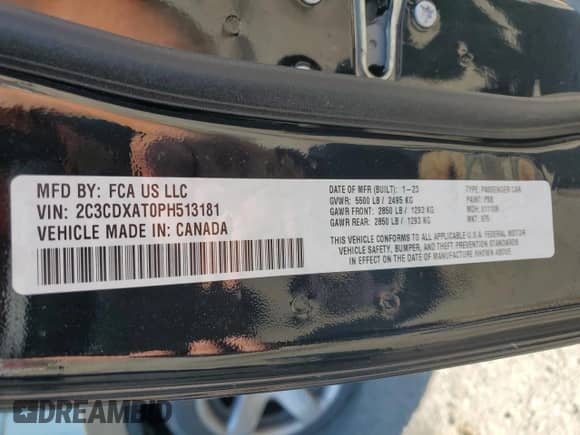 MFD BY: FCA US LLC
VIN: 2C3CDXAT0PH513181
VEHICLE MADE IN: CANADA
DATE OF MFR (BUILT): 1-23
GVWR: 5500 LB / 2495 KG
GAWR FRONT: 2850 LB / 1293 KG
GAWR REAR: 2850 LB / 1293 KG
TYPE: PASSENGER CAR
PAINT: PX8
MDH: 011109
MKT:
THIS VEHICLE CONFORMS TO ALL APPLICABLE U.S.A. FEDERAL MOTOR
VEHICLE SAFETY, BUMPER, AND THEFT PREVENTION STANDARDS
IN EFFECT ON THE DATE OF MANUFACTURE SHOWN ABOVE.
DREAMBID